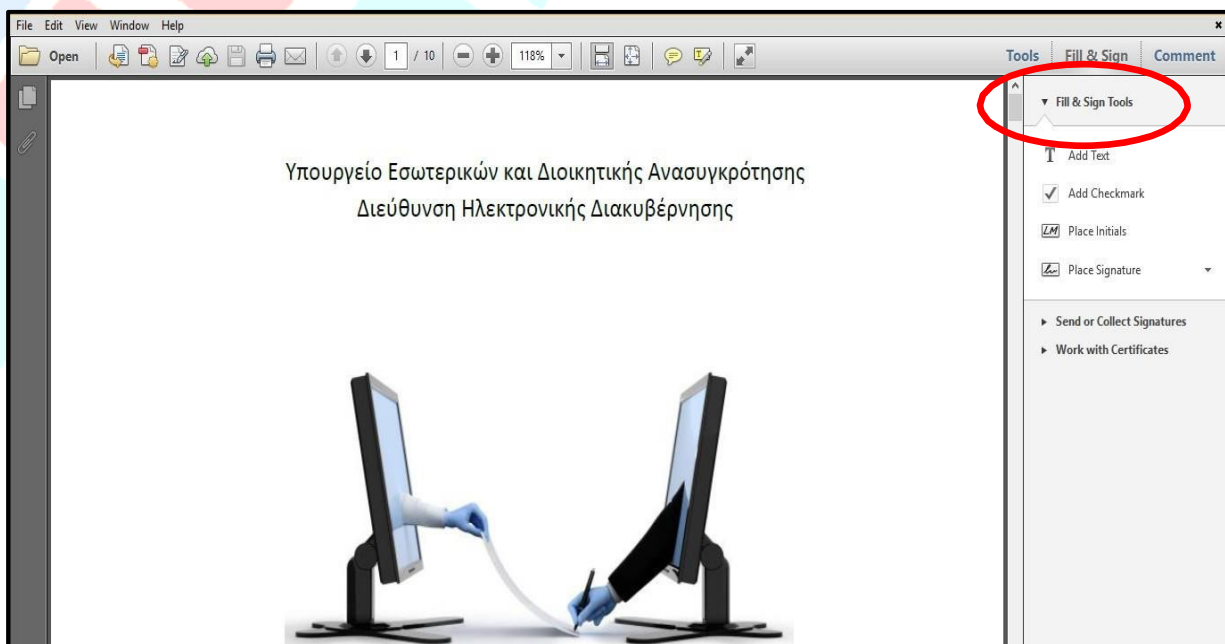 File Edit View Window Help
Open 1 / 10 118% Tools Fill & Sign Comment
Fill & Sign Tools
Add Text
Add Checkmark
LM Place Initials
Place Signature
Send or Collect Signatures
Work with Certificates
Υπουργείο Εσωτερικών και Διοικητικής Ανασυγκρότησης
Διεύθυνση Ηλεκτρονικής Διακυβέρνησης